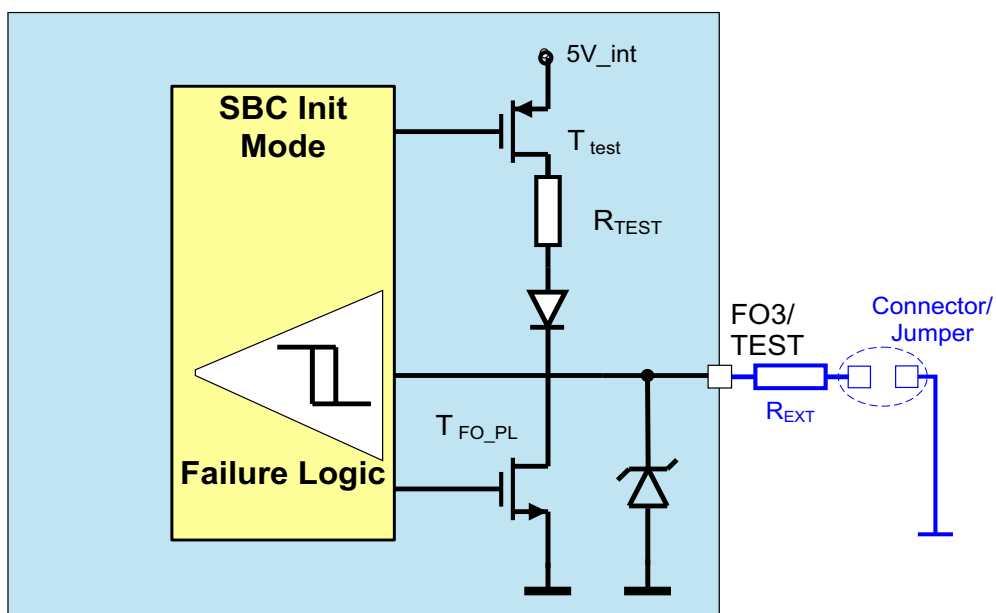 5V_int
SBC Init
Mode
T test
RTEST
FO3/
TEST
Connector/
Jumper
REXT
T FO_PL
Failure Logic